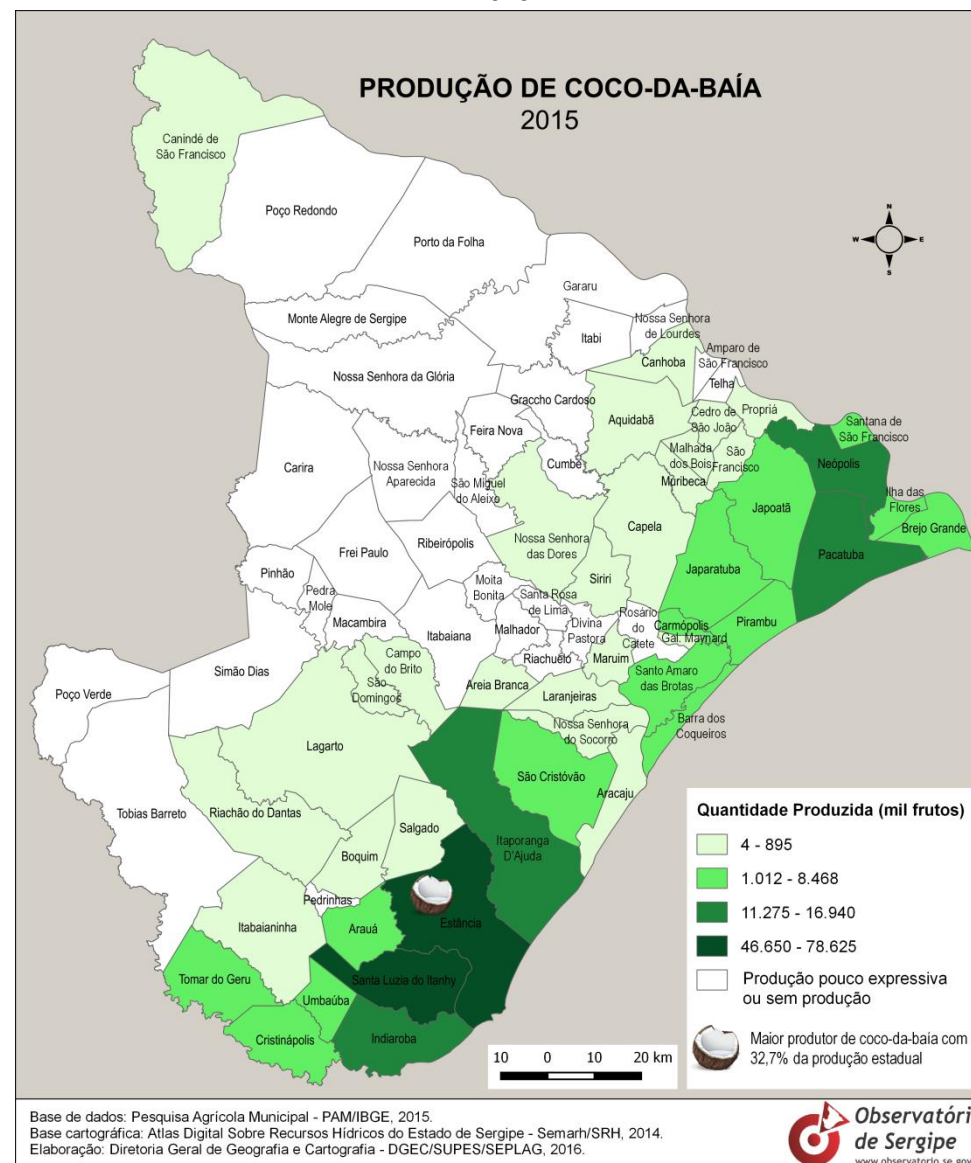 PRODUÇÃO DE COCO-DA-BAÍA
2015
Canindé de
São Francisco
Poço Redondo
Porto da Folha
N
W
E
S
Gararu
Monte Alegre de Sergipe
Nossa Senhora
de Lourdes
Itabi
Amparo de
São Francisco
Canhoba
Telha
Nossa Senhora da Glória
Graccho Cardoso
Aquidabã
Cedro de
São João
Propriá
Santana de
São Francisco
Feira Nova
Malhada
dos Bois
São
Francisco
Neópolis
Carira
Nossa Senhora
Aparecida
Cumbe
São Miguel
do Aleixo
Muribeca
Japoatã
Ilha das
Flores
Brejo Grande
Capela
Frei Paulo
Ribeirópolis
Nossa Senhora
das Dores
Pacatuba
Japaratuba
Siriri
Pinhão
Pedra
Mole
Moita
Bonita
Santa Rosa
de Lima
Rosário
do
Catete
Macambira
Itabaiana
Malhador
Divina
Pastora
Carmópolis
Pirambu
Gal. Maynard
Riachuelo
Maruim
Simão Dias
Campo
do Brito
São
Domingos
Areia Branca
Laranjeiras
Santo Amaro
das Brotas
Poço Verde
Barra dos
Coqueiros
Nossa Senhora
do Socorro
Lagarto
São Cristóvão
Aracaju
Tobias Barreto
Riachão do Dantas
Salgado
Itaporanga
D'Ajuda
Boquim
Pedrinhas
Estância
Itabaianinha
Arauá
Tomar do Geru
Santa Luzia do Itanhy
Umbaúba
Cristinápolis
Indiaroba
Quantidade Produzida (mil frutos)
4 - 895
1.012 - 8.468
11.275 - 16.940
46.650 - 78.625
Produção pouco expressiva
ou sem produção
Maior produtor de coco-da-baía com
32,7% da produção estadual
10 0 10 20 km
Base de dados: Pesquisa Agrícola Municipal - PAM/IBGE, 2015.
Base cartográfica: Atlas Digital Sobre Recursos Hídricos do Estado de Sergipe - Semarh/SRH, 2014.
Elaboração: Diretoria Geral de Geografia e Cartografia - DGEC/SUPES/SEPLAG, 2016.
Observatóri
de Sergipe